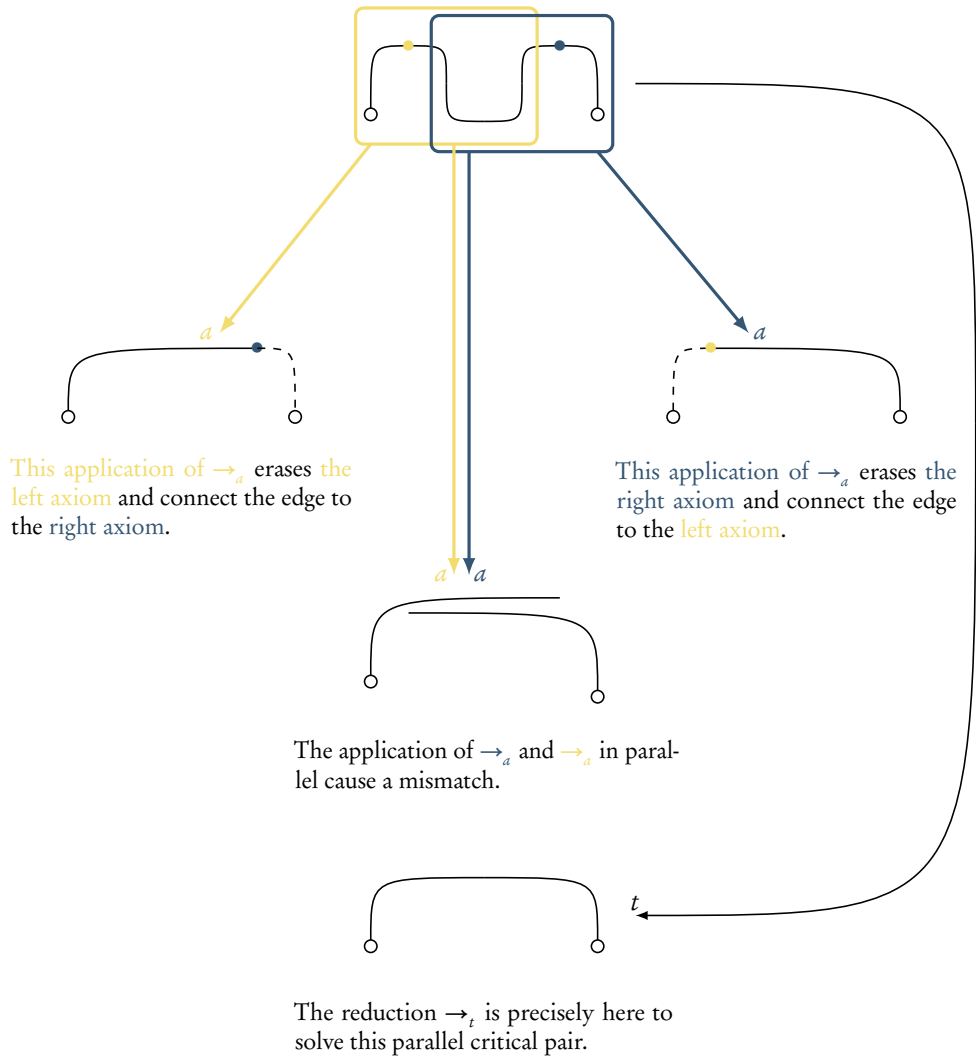 a
a
This application of →a erases the
left axiom and connect the edge to
the right axiom.
This application of →a erases the
right axiom and connect the edge
to the left axiom.
a a
The application of →a and →a in paral-
lel cause a mismatch.
t
The reduction →t is precisely here to
solve this parallel critical pair.